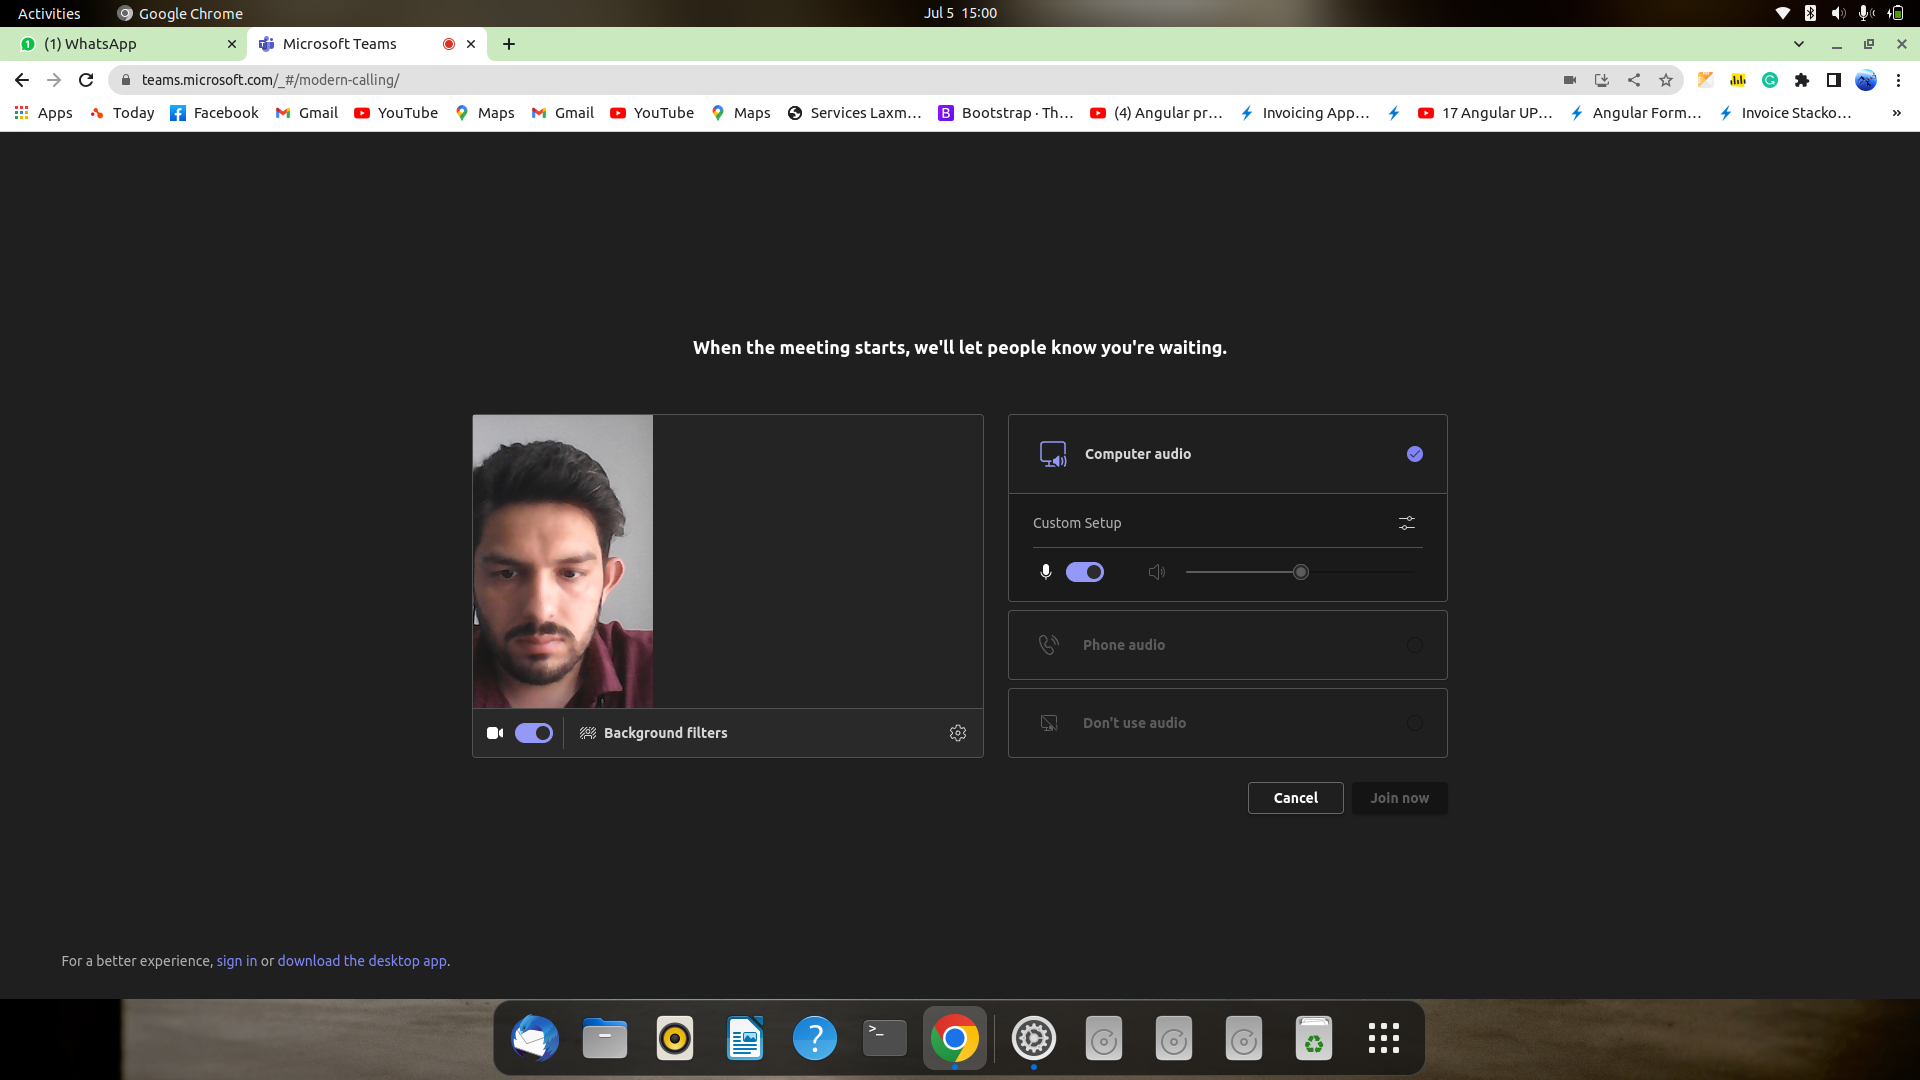 Activities
Google Chrome
Jul 5 15:00
(1) WhatsApp
Microsoft Teams
teams.microsoft.com/_#/modern-calling/
Apps
Today
Facebook
Gmail
YouTube
Maps
Gmail
YouTube
Maps
Services Laxm...
Bootstrap · Th...
(4) Angular pr...
Invoicing App...
17 Angular UP...
Angular Form...
Invoice Stacko...
»
When the meeting starts, we'll let people know you're waiting.
Computer audio
Custom Setup
Phone audio
Don't use audio
Background filters
Cancel
Join now
For a better experience, sign in or download the desktop app.